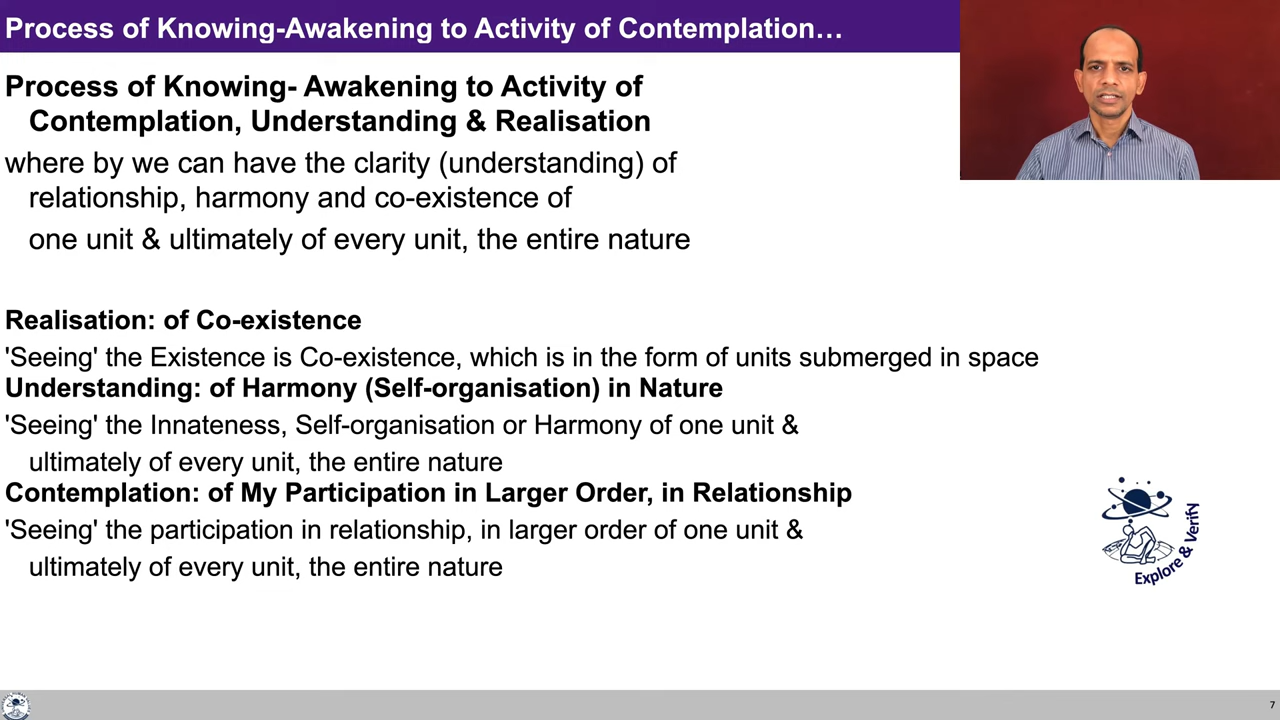 Process of Knowing-Awakening to Activity of Contemplation…
Process of Knowing- Awakening to Activity of
Contemplation, Understanding & Realisation
where by we can have the clarity (understanding) of
relationship, harmony and co-existence of
one unit & ultimately of every unit, the entire nature
Realisation: of Co-existence
'Seeing' the Existence is Co-existence, which is in the form of units submerged in space
Understanding: of Harmony (Self-organisation) in Nature
'Seeing' the Innateness, Self-organisation or Harmony of one unit &
ultimately of every unit, the entire nature
Contemplation: of My Participation in Larger Order, in Relationship
'Seeing' the participation in relationship, in larger order of one unit &
ultimately of every unit, the entire nature
Explore & Verify
7